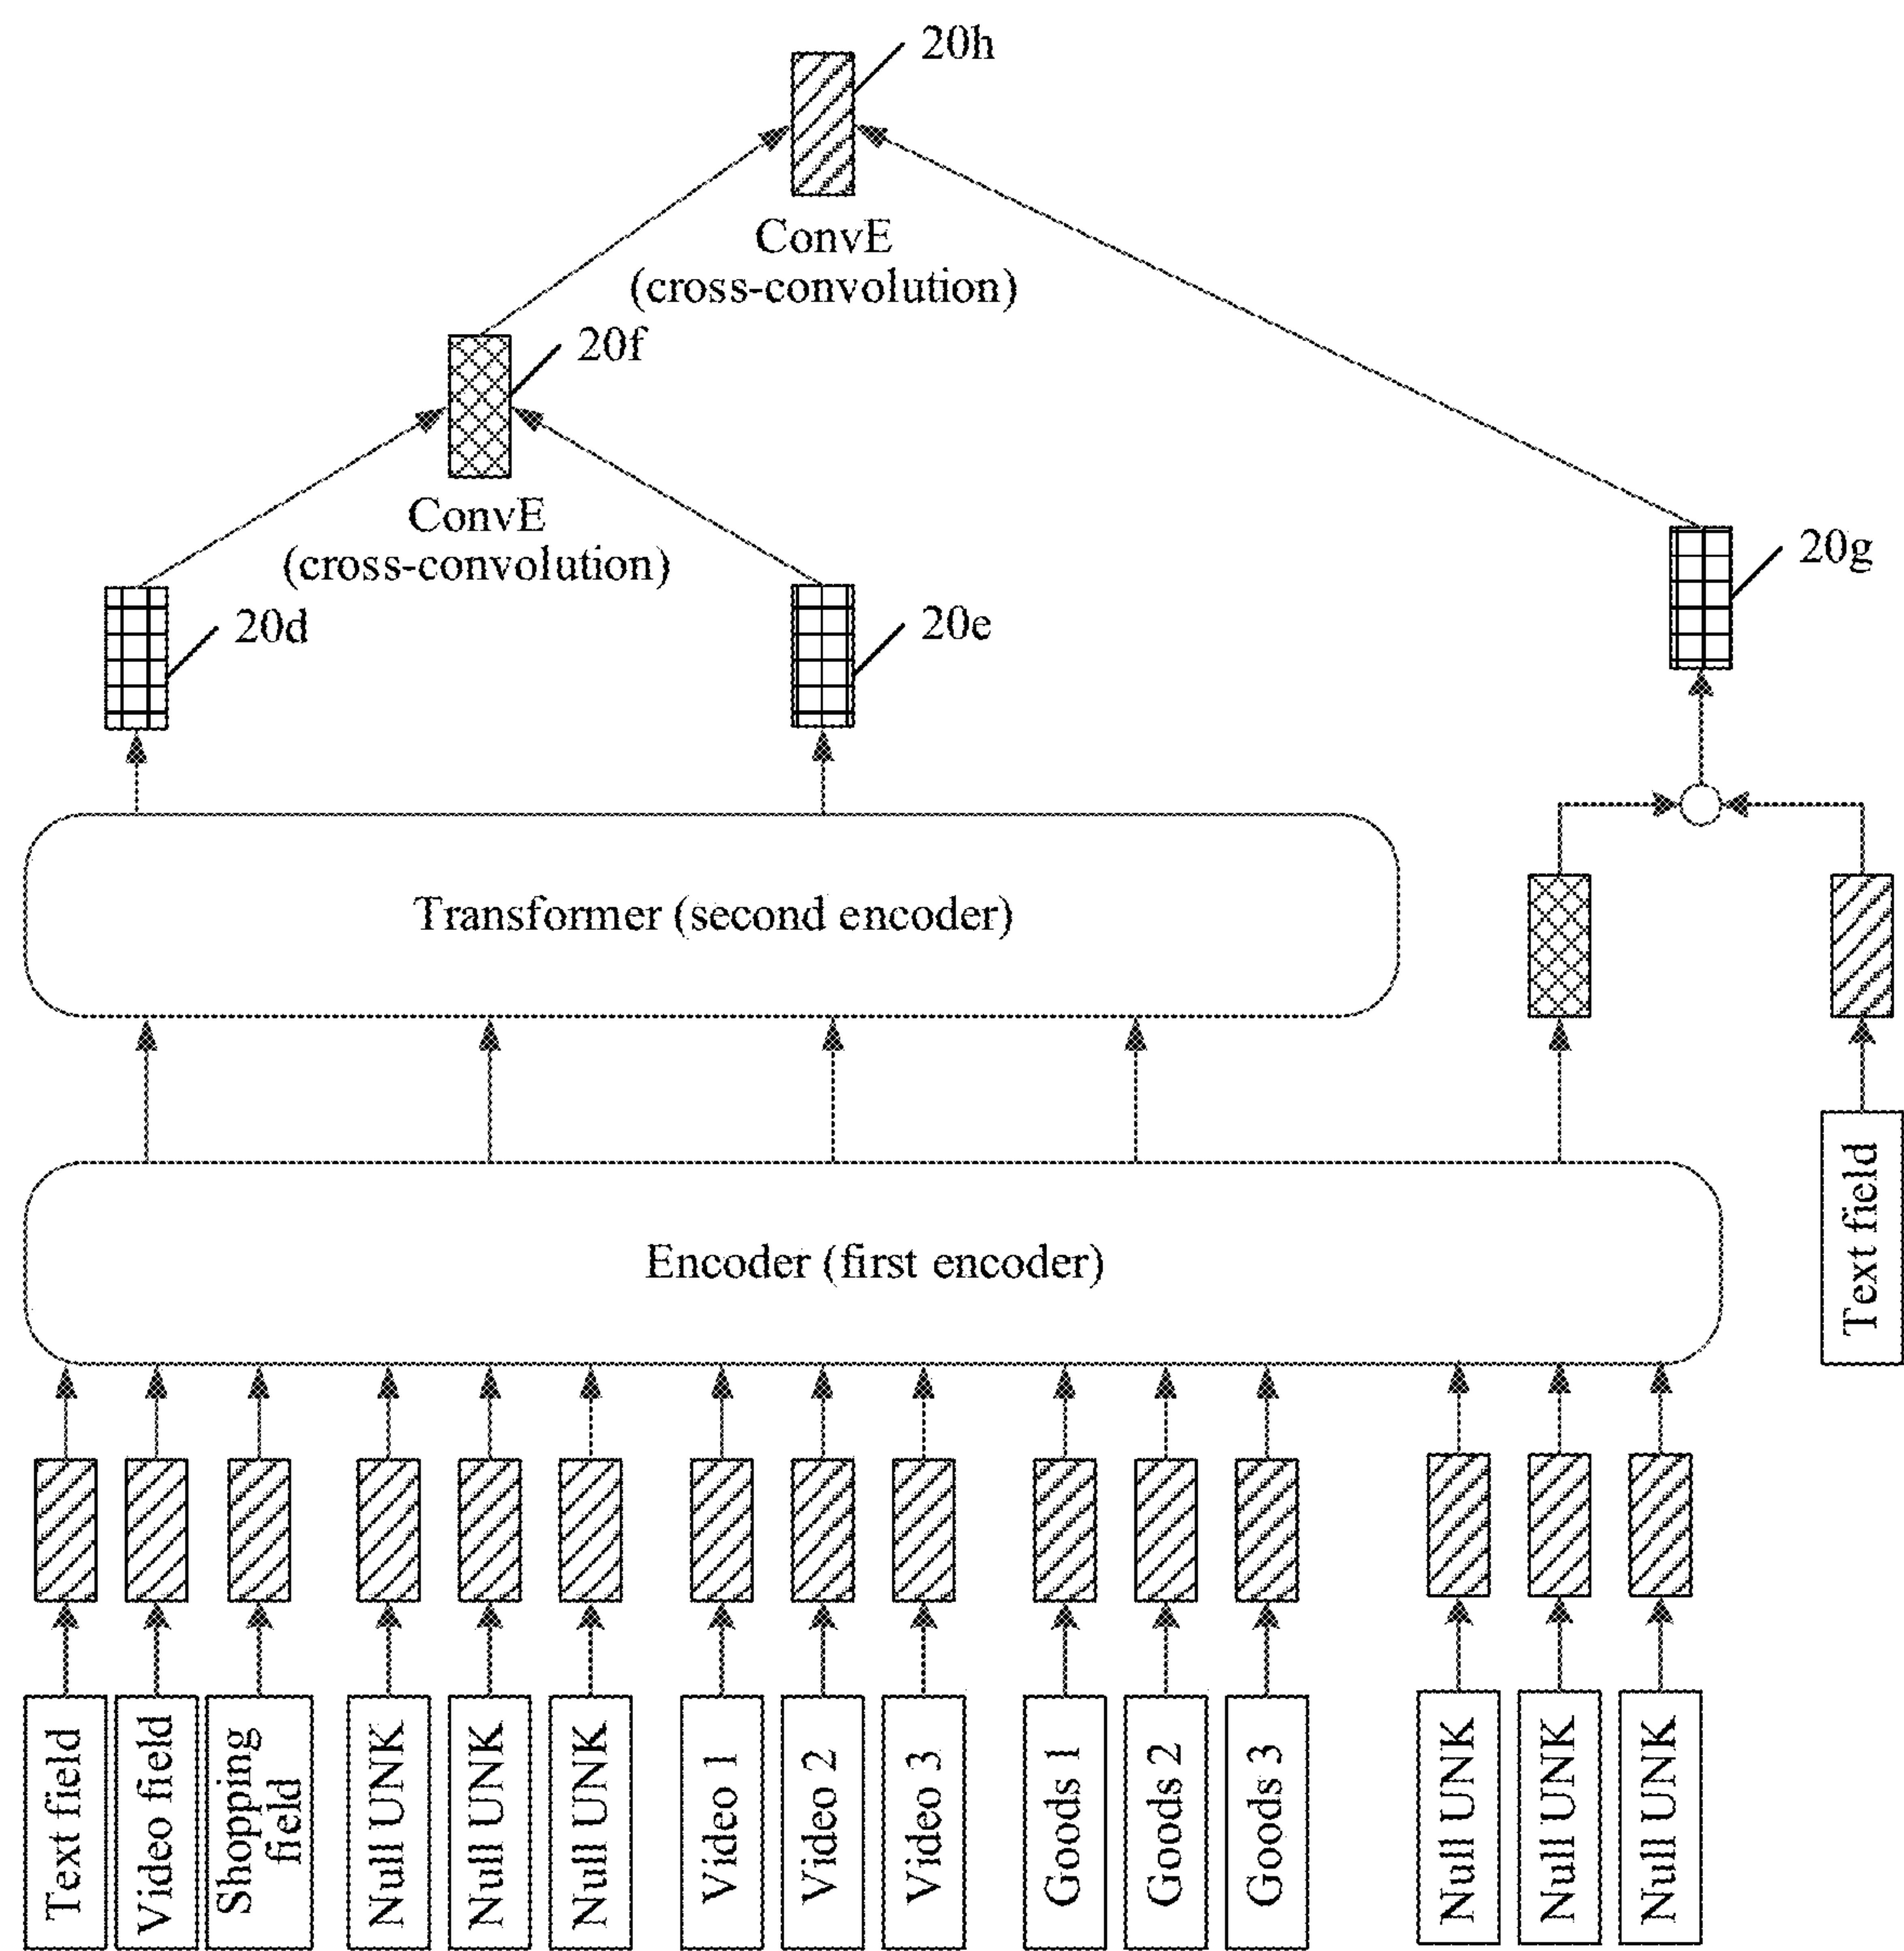 20h
ConvE
(cross-convolution)
20f
ConvE
(cross-convolution)
20g
20d
20e
Transformer (second encoder)
Encoder (first encoder)
Text field
Text field
Video field
Shopping
field
Null UNK
Null UNK
Null UNK
Video 1
Video 2
Video 3
Goods 1
Goods 2
Goods 3
Null UNK
Null UNK
Null UNK